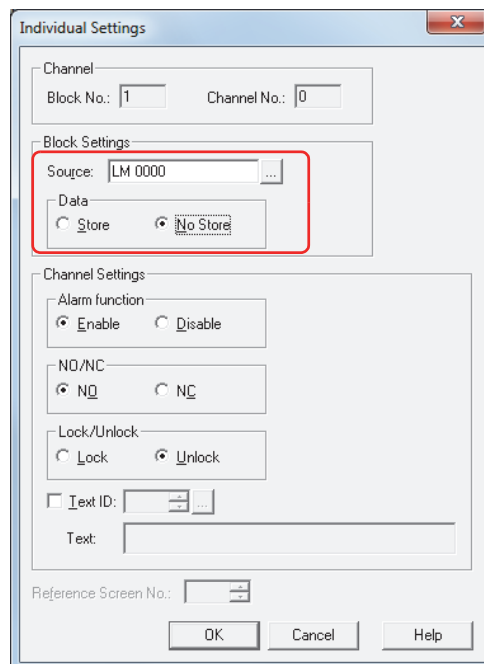 Individual Settings
Channel
Block No.: 1 Channel No.: 0
Block Settings
Source: LM 0000 ...
Data
Store No Store
Channel Settings
Alarm function
Enable Disable
NO/NC
NO NC
Lock/Unlock
Lock Unlock
Text ID: ...
Text:
Reference Screen No.:
OK Cancel Help